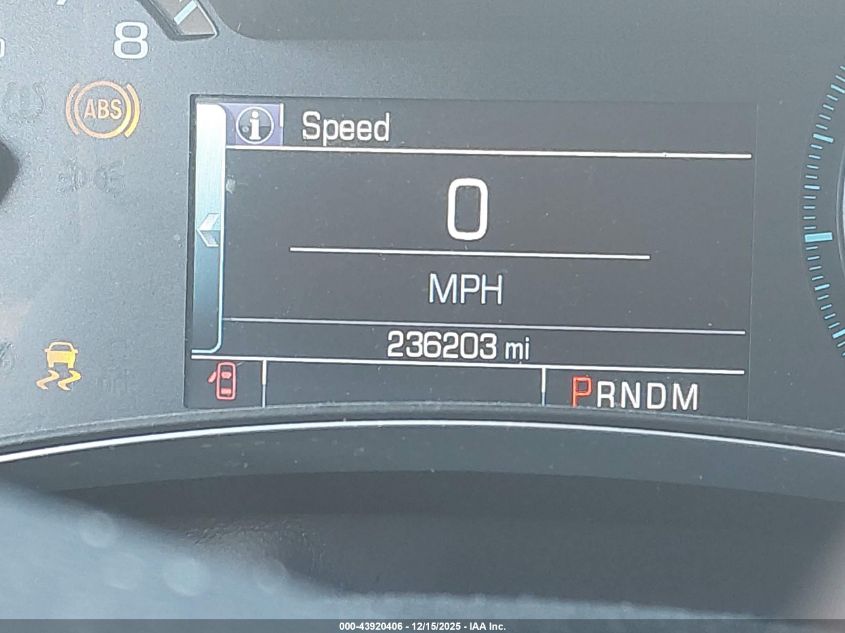 8
ABS
i Speed
0
MPH
236203 mi
PRNDM
000-43920406 - 12/15/2025 - IAA Inc.